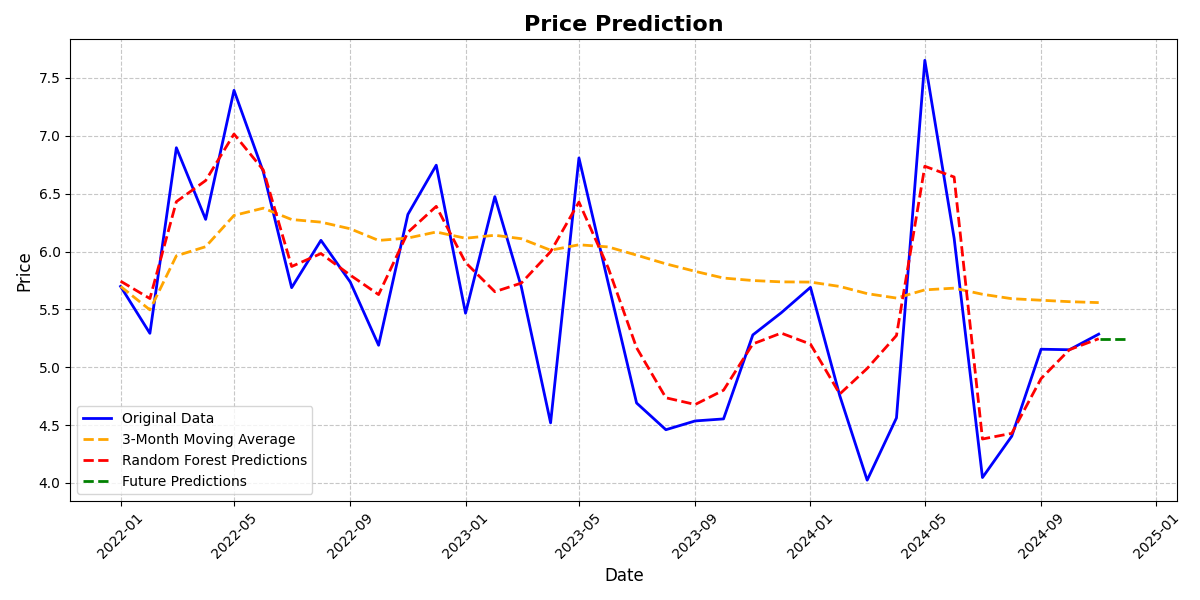 Price Prediction
Price
7.5
7.0
6.5
6.0
5.5
5.0
4.5
4.0
Original Data
3-Month Moving Average
Random Forest Predictions
Future Predictions
2022-01
2022-05
2022-09
2023-01
2023-05
2023-09
2024-01
2024-05
2024-09
2025-01
Date